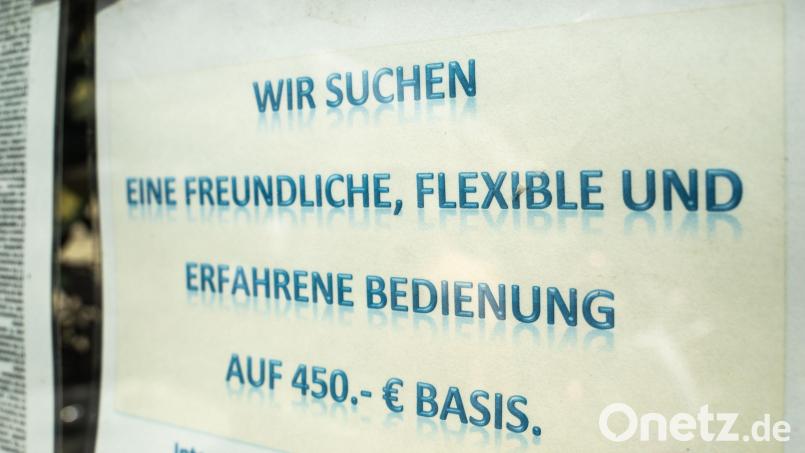 WIR SUCHEN
EINE FREUNDLICHE, FLEXIBLE UND
ERFAHRENE BEDIENUNG
AUF 450.- € BASIS.
Onetz.de